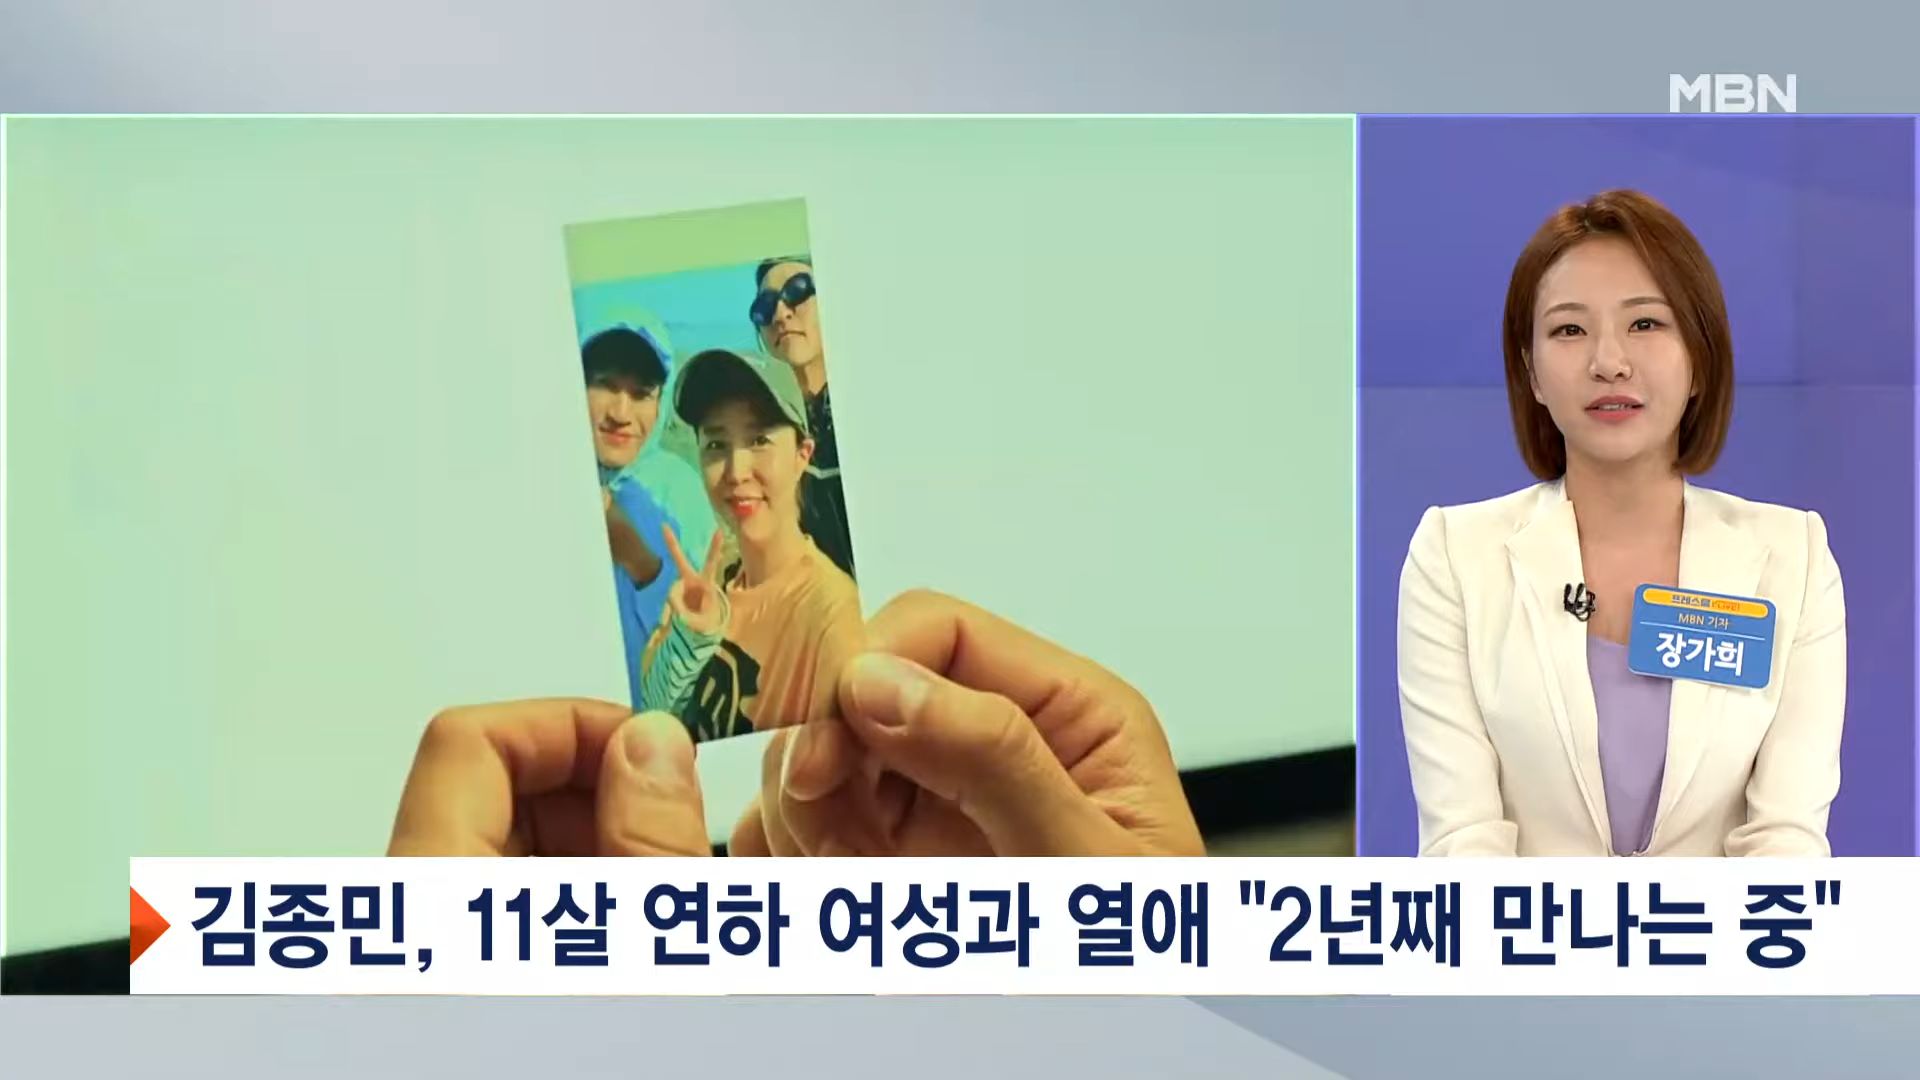 MBN
프레스룸 LIVE
MBN 기자
장가희
김종민, 11살 연하 여성과 열애 "2년째 만나는 중"